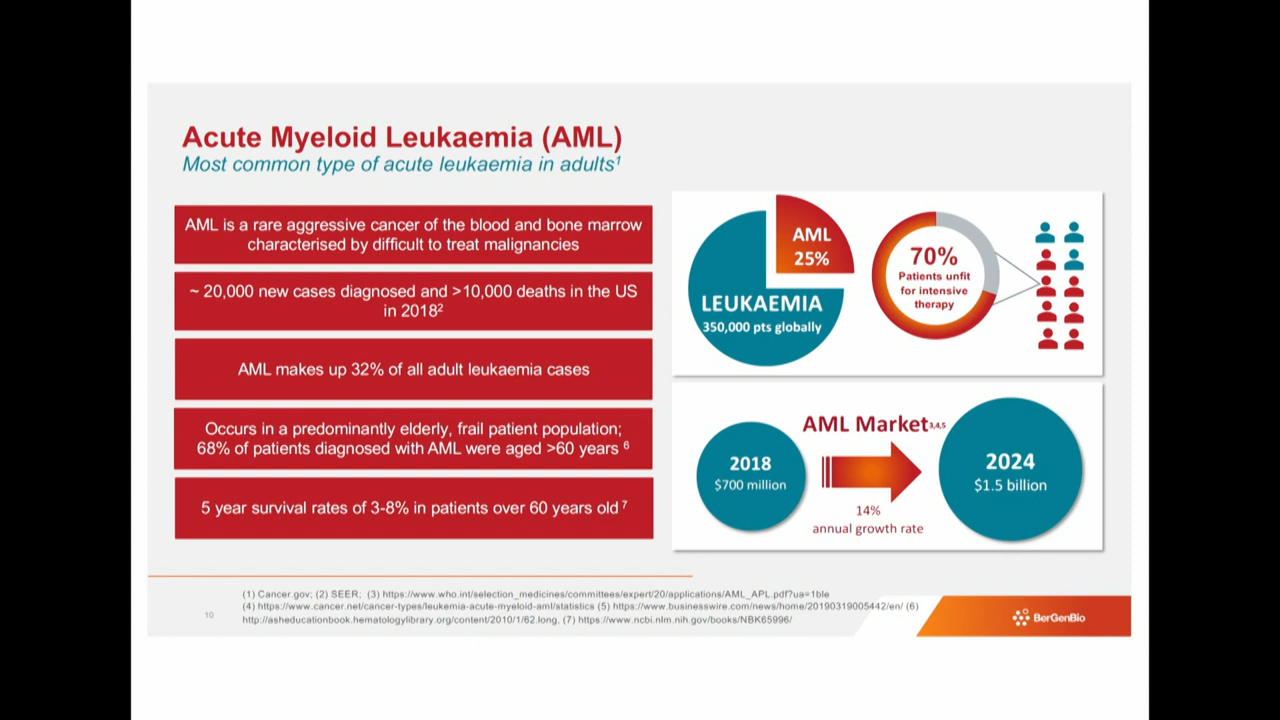 Acute Myeloid Leukaemia (AML)
Most common type of acute leukaemia in adults¹
AML is a rare aggressive cancer of the blood and bone marrow
characterised by difficult to treat malignancies
~ 20,000 new cases diagnosed and >10,000 deaths in the US
in 2018²
AML makes up 32% of all adult leukaemia cases
Occurs in a predominantly elderly, frail patient population;
68% of patients diagnosed with AML were aged >60 years ⁶
5 year survival rates of 3-8% in patients over 60 years old ⁷
AML
25%
LEUKAEMIA
350,000 pts globally
70%
Patients unfit
for intensive
therapy
AML Market³,⁴,⁵
2018
$700 million
14%
annual growth rate
2024
$1.5 billion
(1) Cancer.gov; (2) SEER; (3) https://www.who.int/selection_medicines/committees/expert/20/applications/AML_APL.pdf?ua=1ble
(4) https://www.cancer.net/cancer-types/leukemia-acute-myeloid-aml/statistics (5) https://www.businesswire.com/news/home/20190319005442/en/ (6)
http://asheducationbook.hematologylibrary.org/content/2010/1/62.long, (7) https://www.ncbi.nlm.nih.gov/books/NBK65996/
10
BerGenBio